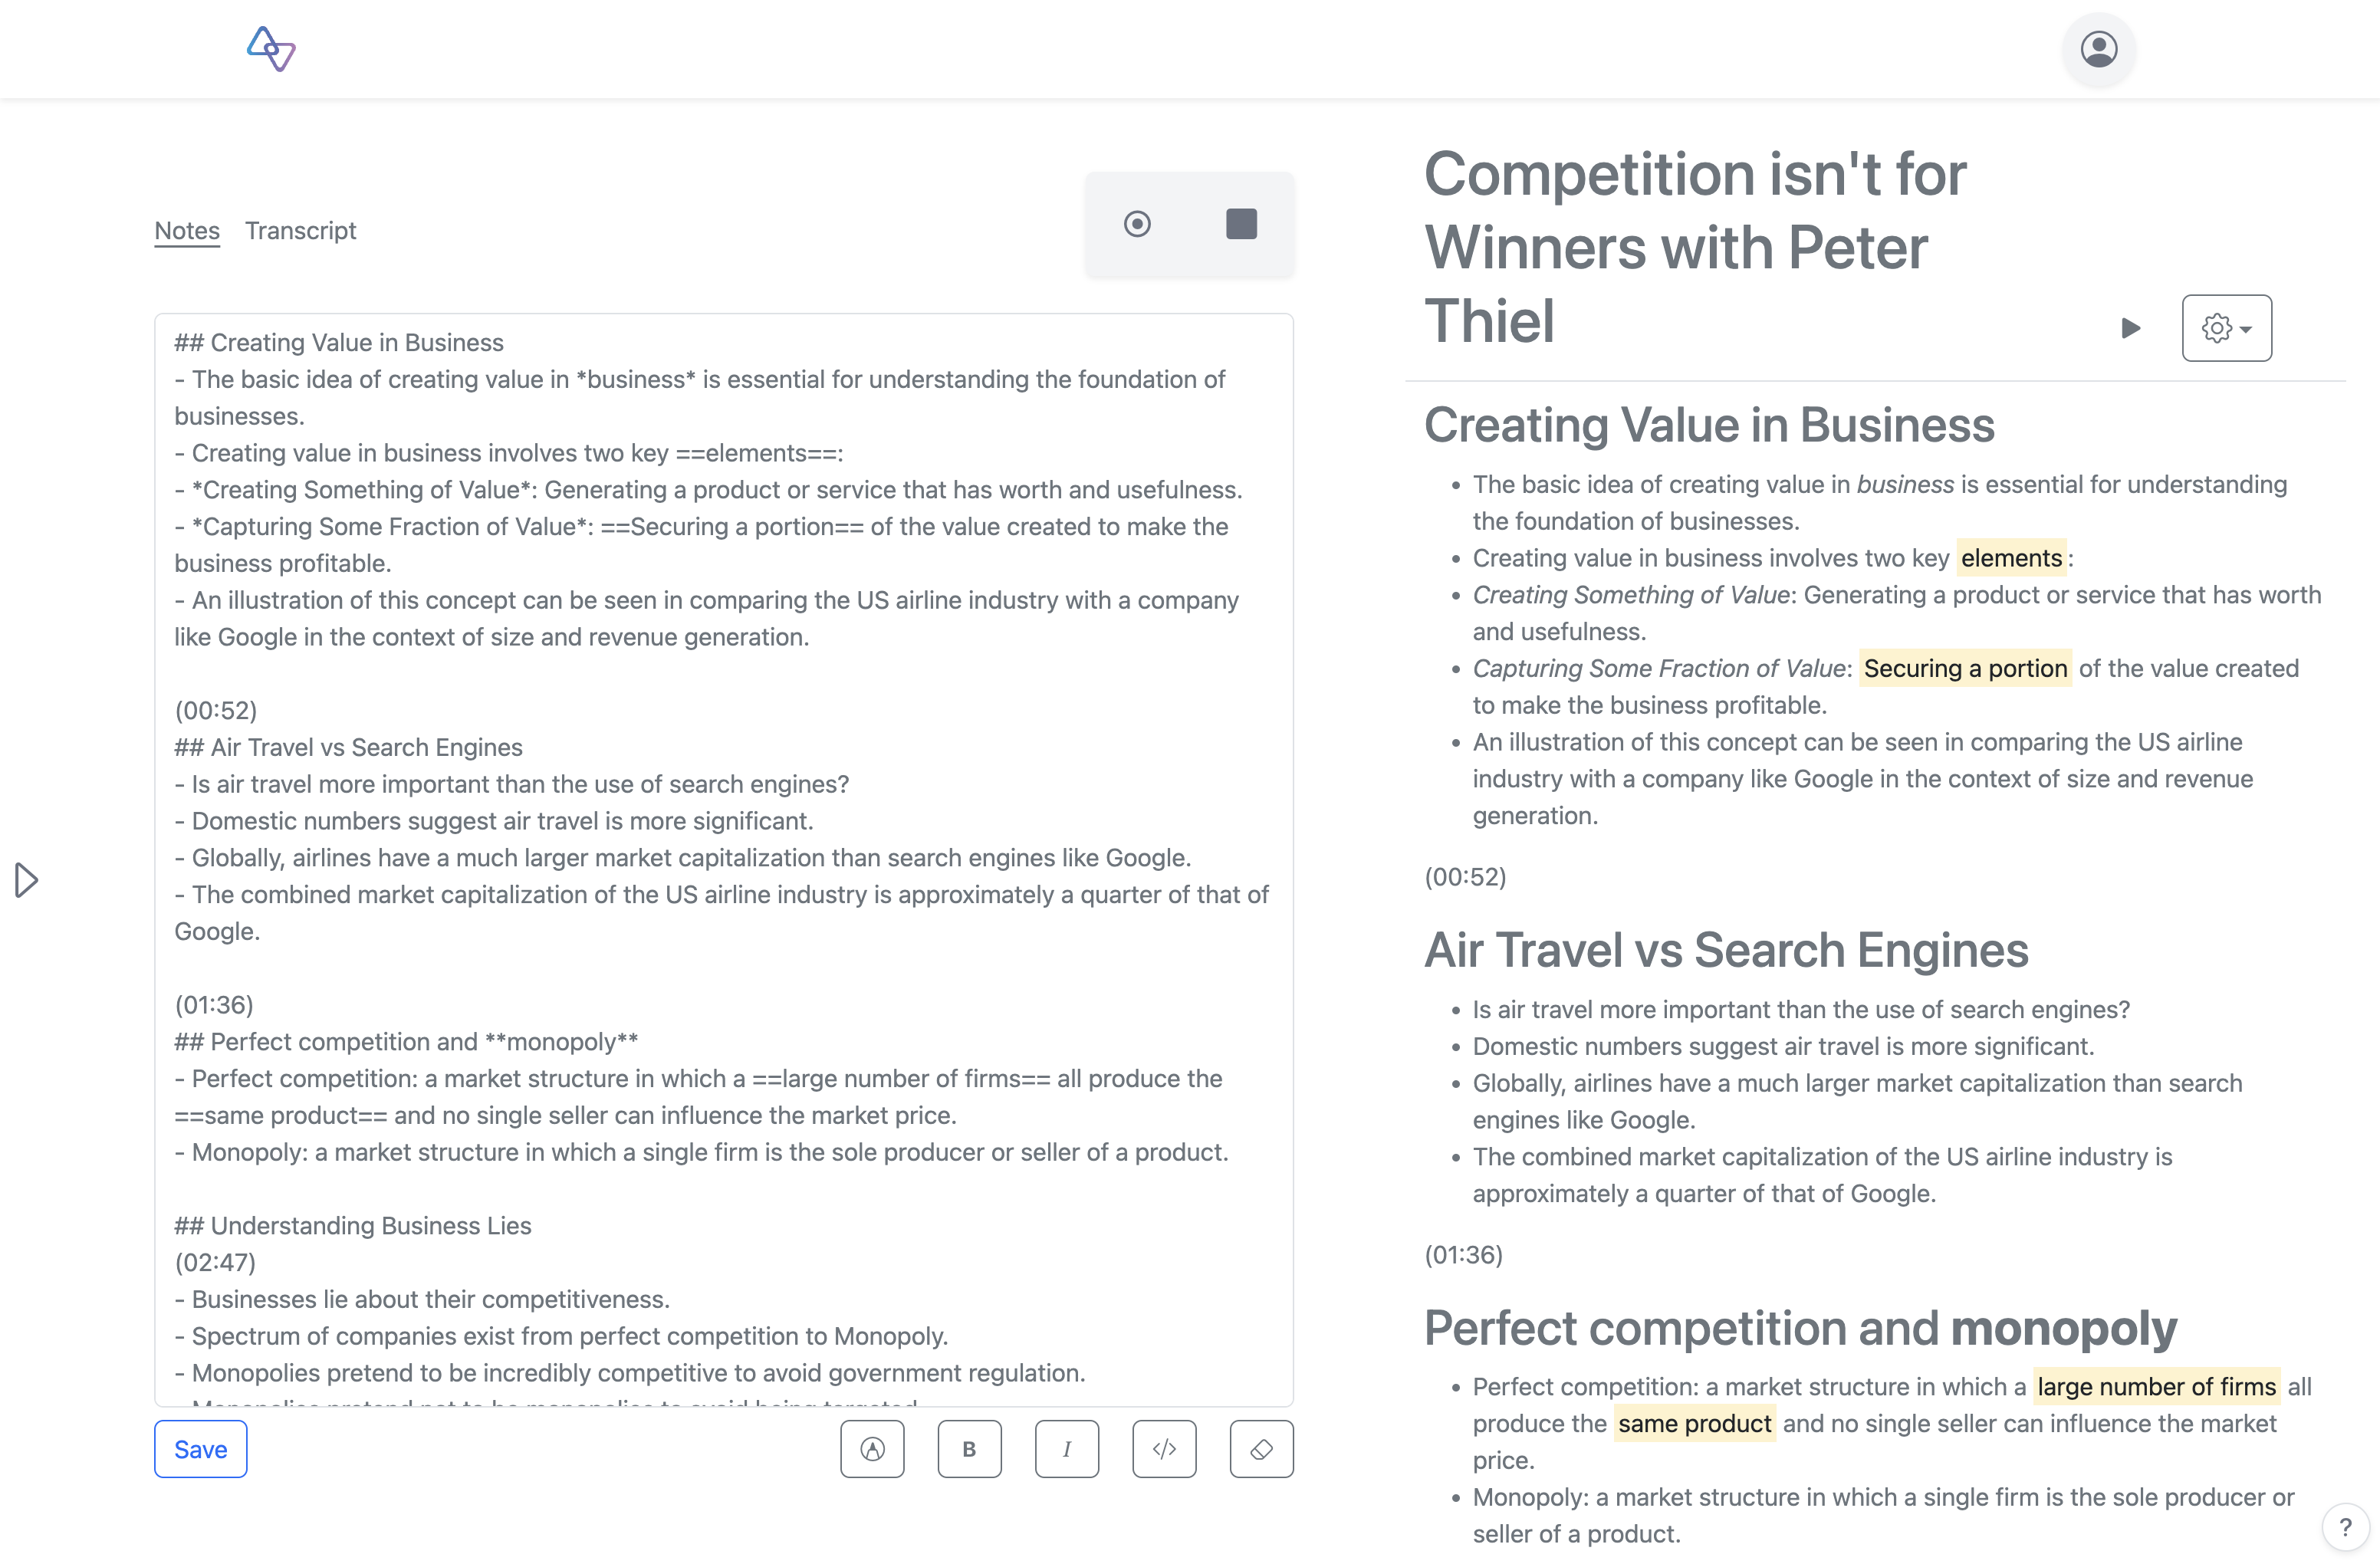 Notes Transcript
## Creating Value in Business
- The basic idea of creating value in *business* is essential for understanding the foundation of
businesses.
- Creating value in business involves two key ==elements==:
- *Creating Something of Value*: Generating a product or service that has worth and usefulness.
- *Capturing Some Fraction of Value*: ==Securing a portion== of the value created to make the
business profitable.
- An illustration of this concept can be seen in comparing the US airline industry with a company
like Google in the context of size and revenue generation.
(00:52)
## Air Travel vs Search Engines
- Is air travel more important than the use of search engines?
- Domestic numbers suggest air travel is more significant.
- Globally, airlines have a much larger market capitalization than search engines like Google.
- The combined market capitalization of the US airline industry is approximately a quarter of that of
Google.
(01:36)
## Perfect competition and **monopoly**
- Perfect competition: a market structure in which a ==large number of firms== all produce the
==same product== and no single seller can influence the market price.
- Monopoly: a market structure in which a single firm is the sole producer or seller of a product.
## Understanding Business Lies
(02:47)
- Businesses lie about their competitiveness.
- Spectrum of companies exist from perfect competition to Monopoly.
- Monopolies pretend to be incredibly competitive to avoid government regulation.
- Monopolies pretend not to be monopolies to avoid being targeted
Save
B
I
</>
Competition isn't for
Winners with Peter
Thiel
Creating Value in Business
• The basic idea of creating value in business is essential for understanding
the foundation of businesses.
• Creating value in business involves two key elements:
• Creating Something of Value: Generating a product or service that has worth
and usefulness.
• Capturing Some Fraction of Value: Securing a portion of the value created
to make the business profitable.
• An illustration of this concept can be seen in comparing the US airline
industry with a company like Google in the context of size and revenue
generation.
(00:52)
Air Travel vs Search Engines
• Is air travel more important than the use of search engines?
• Domestic numbers suggest air travel is more significant.
• Globally, airlines have a much larger market capitalization than search
engines like Google.
• The combined market capitalization of the US airline industry is
approximately a quarter of that of Google.
(01:36)
Perfect competition and monopoly
• Perfect competition: a market structure in which a large number of firms all
produce the same product and no single seller can influence the market
price.
• Monopoly: a market structure in which a single firm is the sole producer or
seller of a product.
?